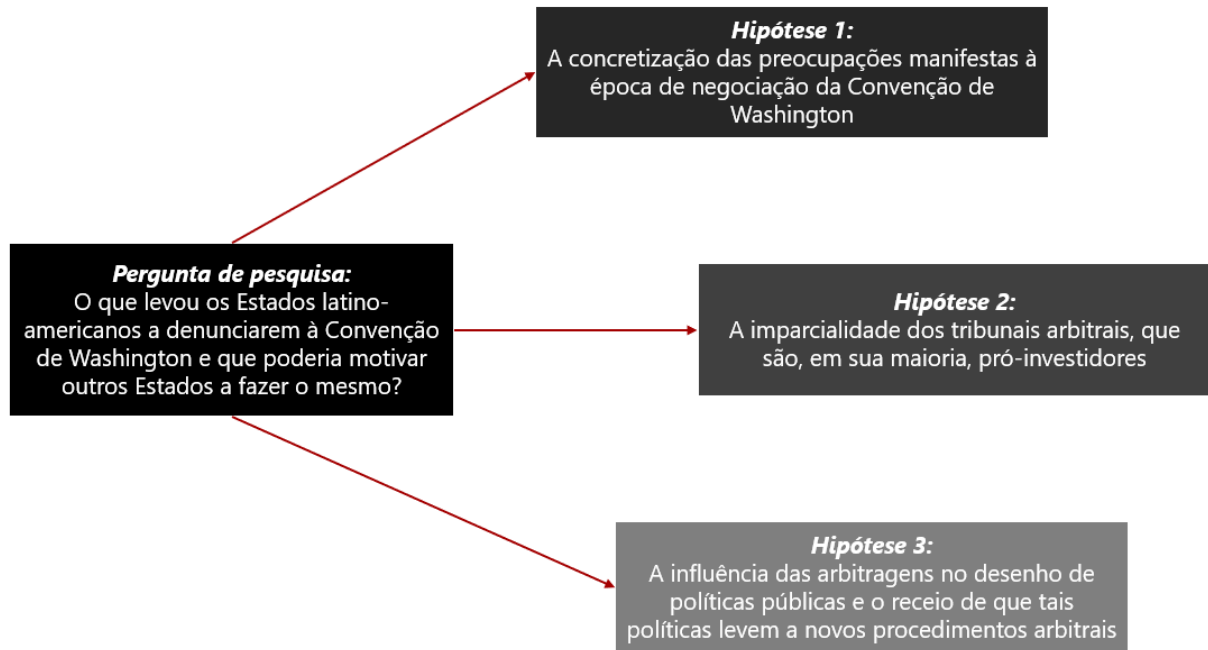 Hipótese 1:
A concretização das preocupações manifestas à
época de negociação da Convenção de
Washington
Pergunta de pesquisa:
O que levou os Estados latino-
americanos a denunciarem à Convenção
de Washington e que poderia motivar
outros Estados a fazer o mesmo?
Hipótese 2:
A imparcialidade dos tribunais arbitrais, que
são, em sua maioria, pró-investidores
Hipótese 3:
A influência das arbitragens no desenho de
políticas públicas e o receio de que tais
políticas levem a novos procedimentos arbitrais